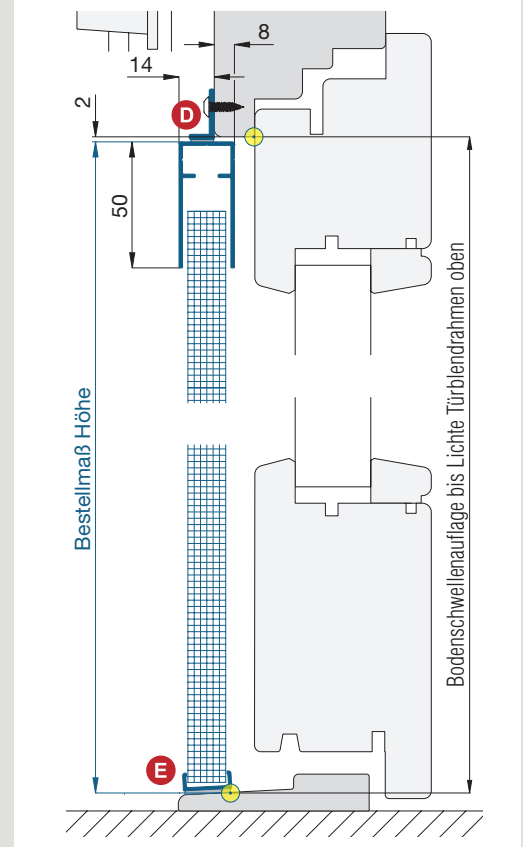 8
14
D
2
50
Bestellmaß Höhe
Bodenschwellenauflage bis Lichte Türblendrahmen oben
E